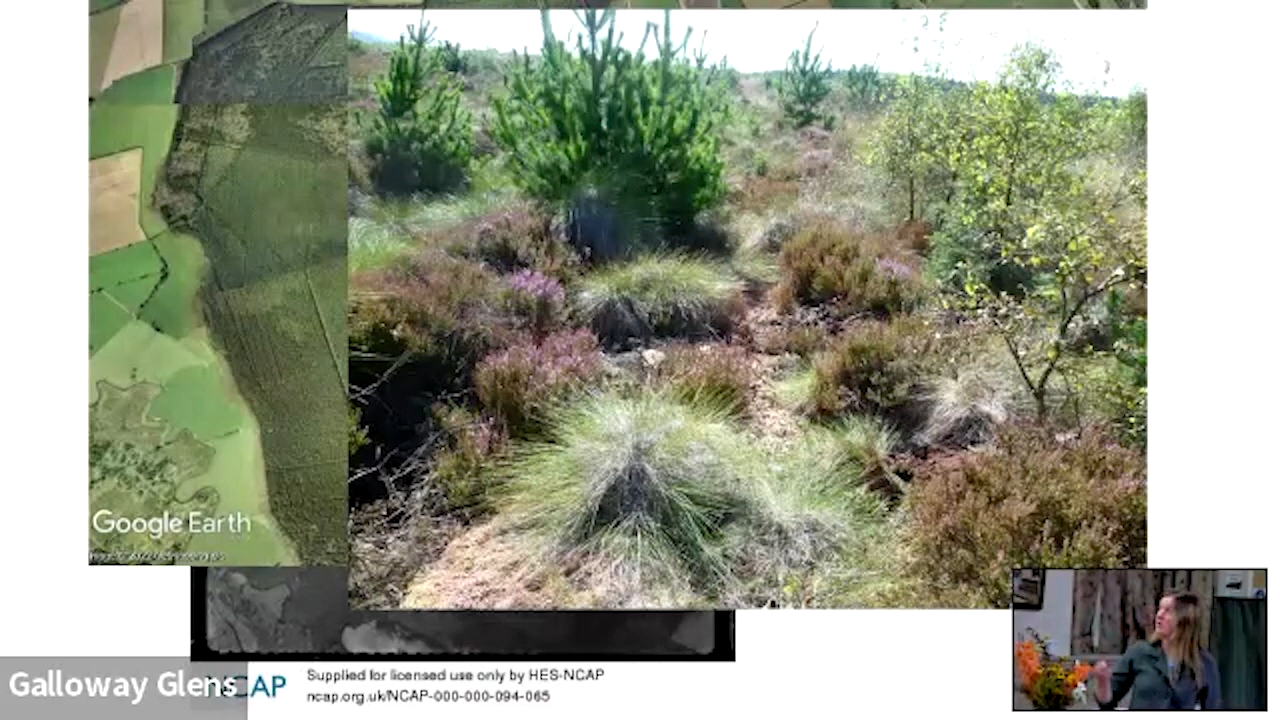 Google Earth
Galloway Glens
NCAP
Supplied for licensed use only by HES-NCAP
ncap.org.uk/NCAP-000-000-094-065